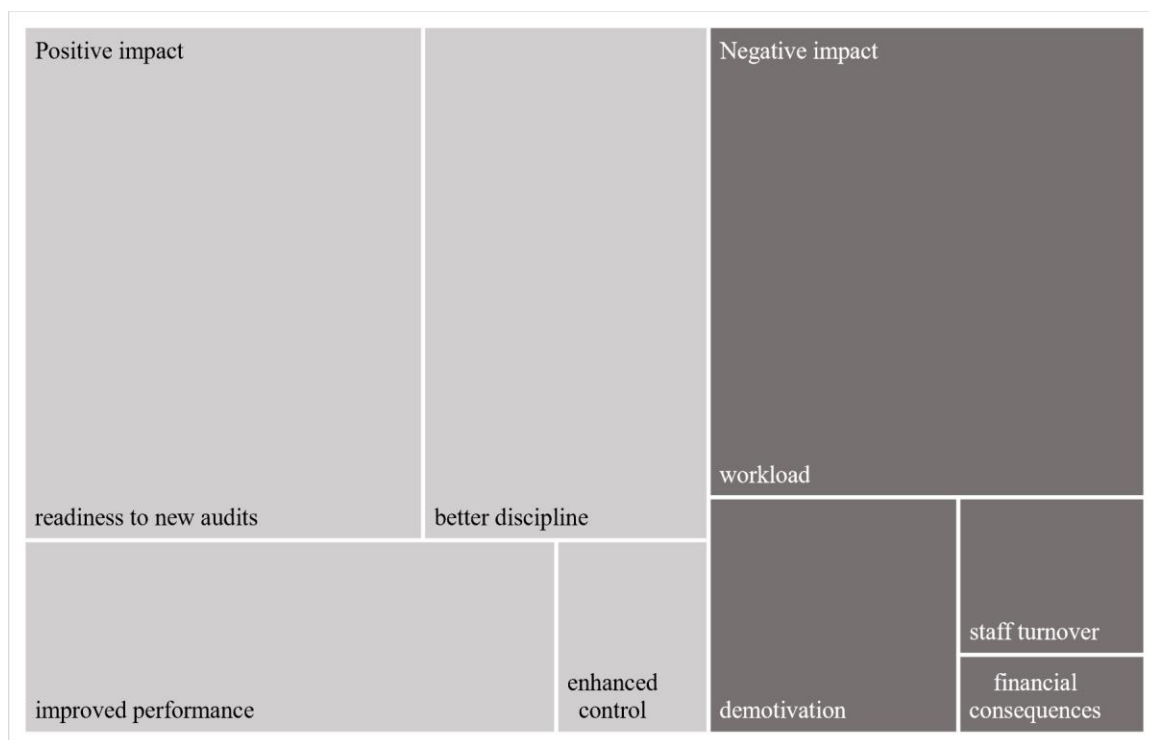 Positive impact
readiness to new audits
better discipline
improved performance
enhanced
control
Negative impact
workload
demotivation
staff turnover
financial
consequences